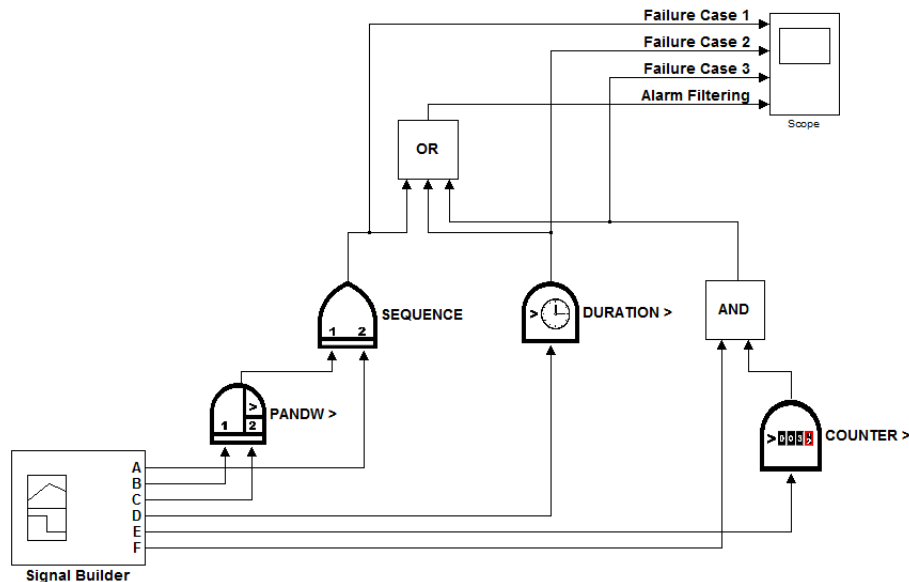 Failure Case 1
Failure Case 2
Failure Case 3
Alarm Filtering
Scope
OR
SEQUENCE
1 2
> DURATION >
AND
PANDW >
>
1 2
> COUNTER >
A
B
C
D
E
F
Signal Builder